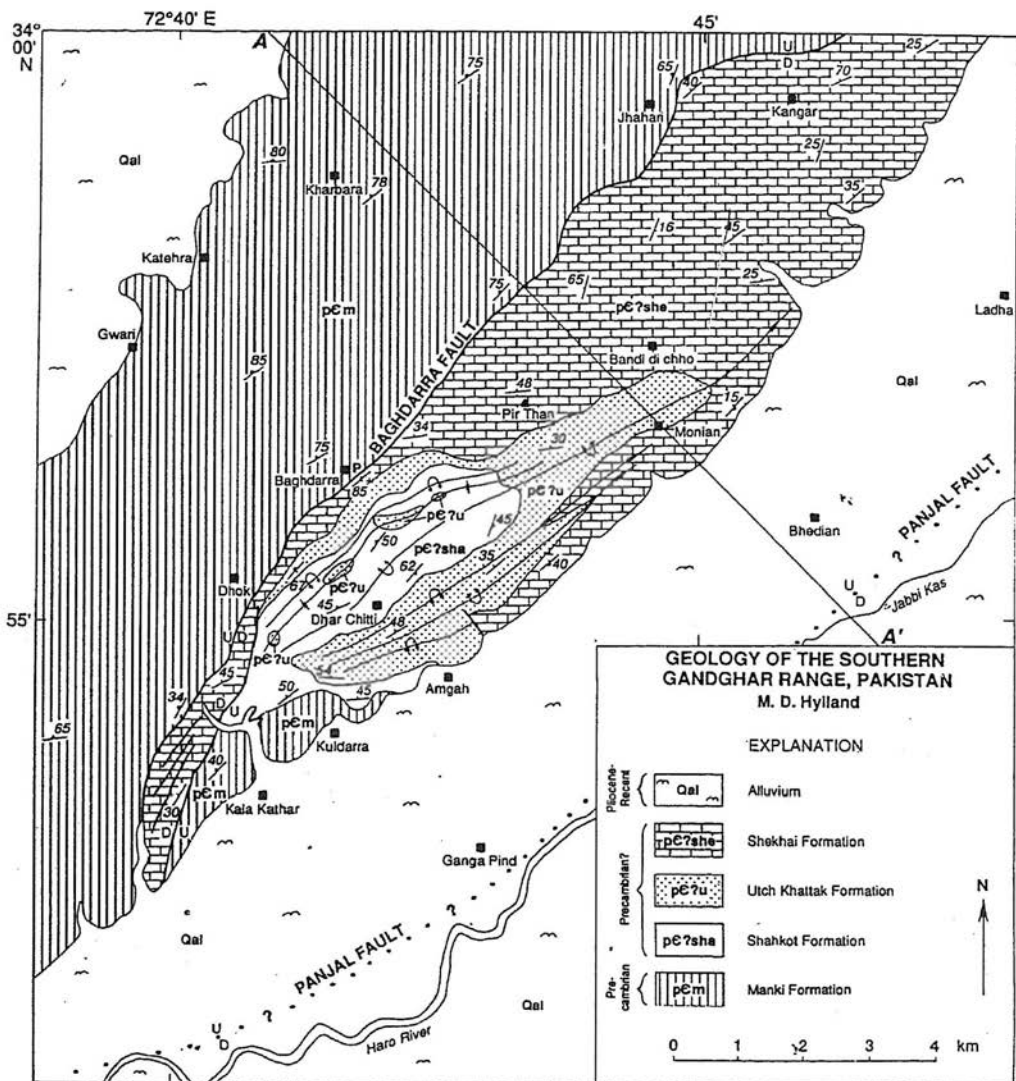 72°40' E
45'
34°
00'
N
A
25
U
D
75
65
40
70
Jhahari
Kangar
Qal
80
Kharbara
78
25
35
Katehra
16
45
25
75
65
pЄm
pЄ?she
Ladha
Gwari
BAGHDARRA FAULT
Bandi di chho
85
Qal
48
Pir Than
15
34
Monian
75
30
Baghdarra
P
85
pЄ?u
pЄ?u
45
PANJAL FAULT
?
Bhedian
50
pЄ?sha
35
62
40
67
Dhok
pЄ?u
45
Dhar Chitti
U
D
Jabbi Kas
55'
48
U D
pЄ?u
A'
54
45
34
50
45
Amgah
D U
pЄm
65
Kuldarra
40
pЄm
Kala Kathar
30
D U
Ganga Pind
?
Qal
PANJAL FAULT
Qal
?
U
D
Haro River
GEOLOGY OF THE SOUTHERN
GANDGHAR RANGE, PAKISTAN
M. D. Hylland
EXPLANATION
Pliocene-
Recent
Qal
Alluvium
Precambrian?
pЄ?she
Shekhai Formation
pЄ?u
Utch Khattak Formation
pЄ?sha
Shahkot Formation
Pre-
cambrian
pЄm
Manki Formation
N
0 1 2 3 4 km